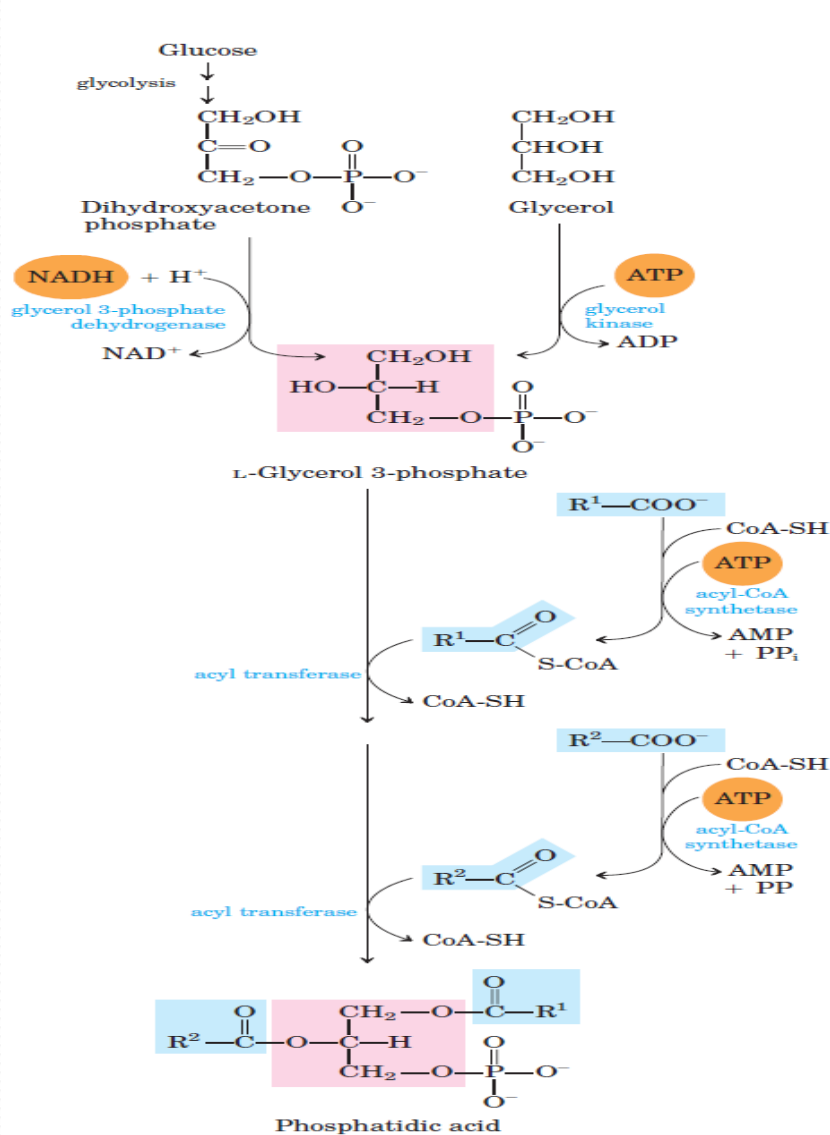 Glucose
glycolysis
CH₂OH
C=O
CH₂—O—P—O⁻
O
O⁻
Dihydroxyacetone
phosphate
CH₂OH
CHOH
CH₂OH
Glycerol
NADH + H⁺
glycerol 3-phosphate
dehydrogenase
NAD⁺
ATP
glycerol
kinase
ADP
CH₂OH
HO—C—H
O
CH₂—O—P—O⁻
O⁻
L-Glycerol 3-phosphate
R¹—COO⁻
CoA-SH
ATP
acyl-CoA
synthetase
AMP
+ PPᵢ
O
R¹—C
S-CoA
acyl transferase
CoA-SH
R²—COO⁻
CoA-SH
ATP
acyl-CoA
synthetase
AMP
+ PP
O
R²—C
S-CoA
acyl transferase
CoA-SH
O
CH₂—O—C—R¹
O
R²—C—O—C—H
O
CH₂—O—P—O⁻
O⁻
Phosphatidic acid